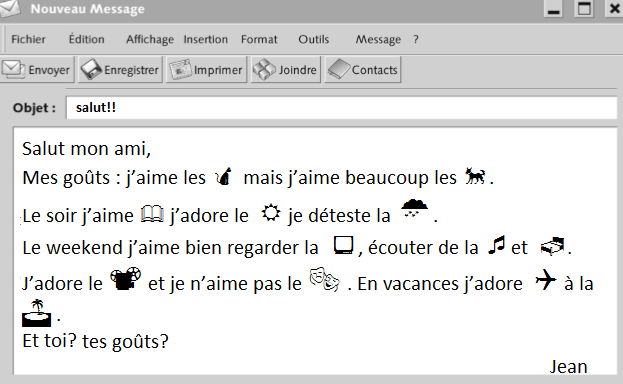 Nouveau Message
Fichier Édition Affichage Insertion Format Outils Message ?
Envoyer Enregistrer Imprimer Joindre Contacts
Objet : salut!!
Salut mon ami,
Mes goûts : j’aime les mais j’aime beaucoup les .
Le soir j’aime j’adore le je déteste la .
Le weekend j’aime bien regarder la , écouter de la et .
J’adore le et je n’aime pas le . En vacances j’adore à la
.
Et toi? tes goûts?
Jean